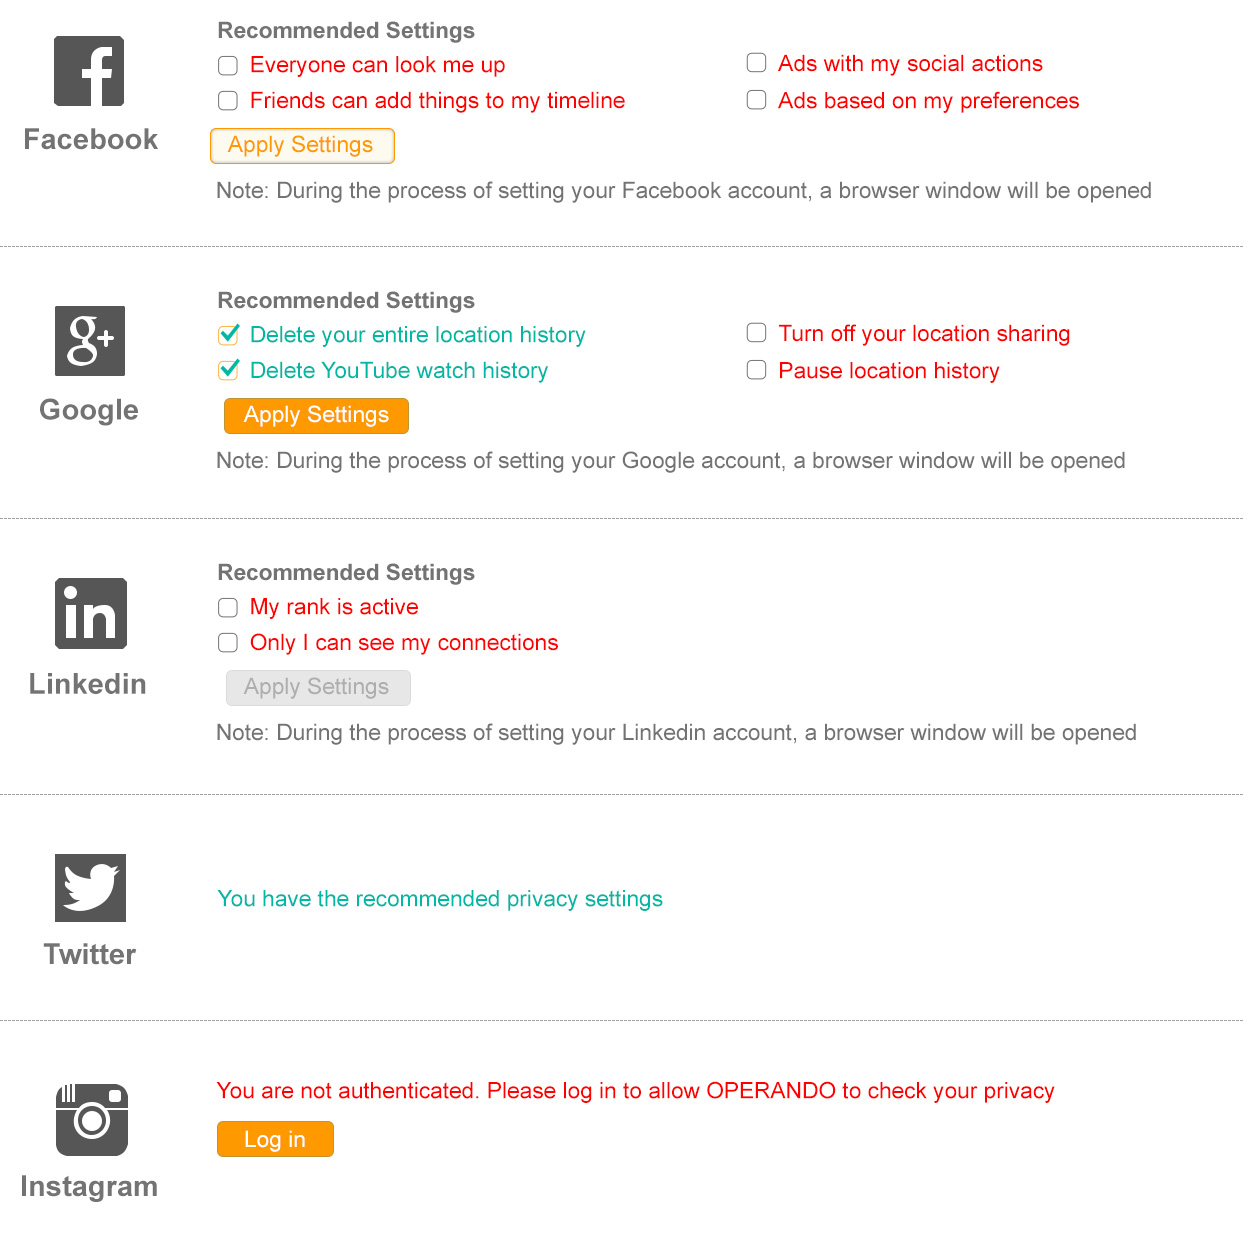 Facebook
Recommended Settings
Everyone can look me up
Ads with my social actions
Friends can add things to my timeline
Ads based on my preferences
Apply Settings
Note: During the process of setting your Facebook account, a browser window will be opened
g+
Google
Recommended Settings
Delete your entire location history
Turn off your location sharing
Delete YouTube watch history
Pause location history
Apply Settings
Note: During the process of setting your Google account, a browser window will be opened
in
Linkedin
Recommended Settings
My rank is active
Only I can see my connections
Apply Settings
Note: During the process of setting your Linkedin account, a browser window will be opened
Twitter
You have the recommended privacy settings
Instagram
You are not authenticated. Please log in to allow OPERANDO to check your privacy
Log in